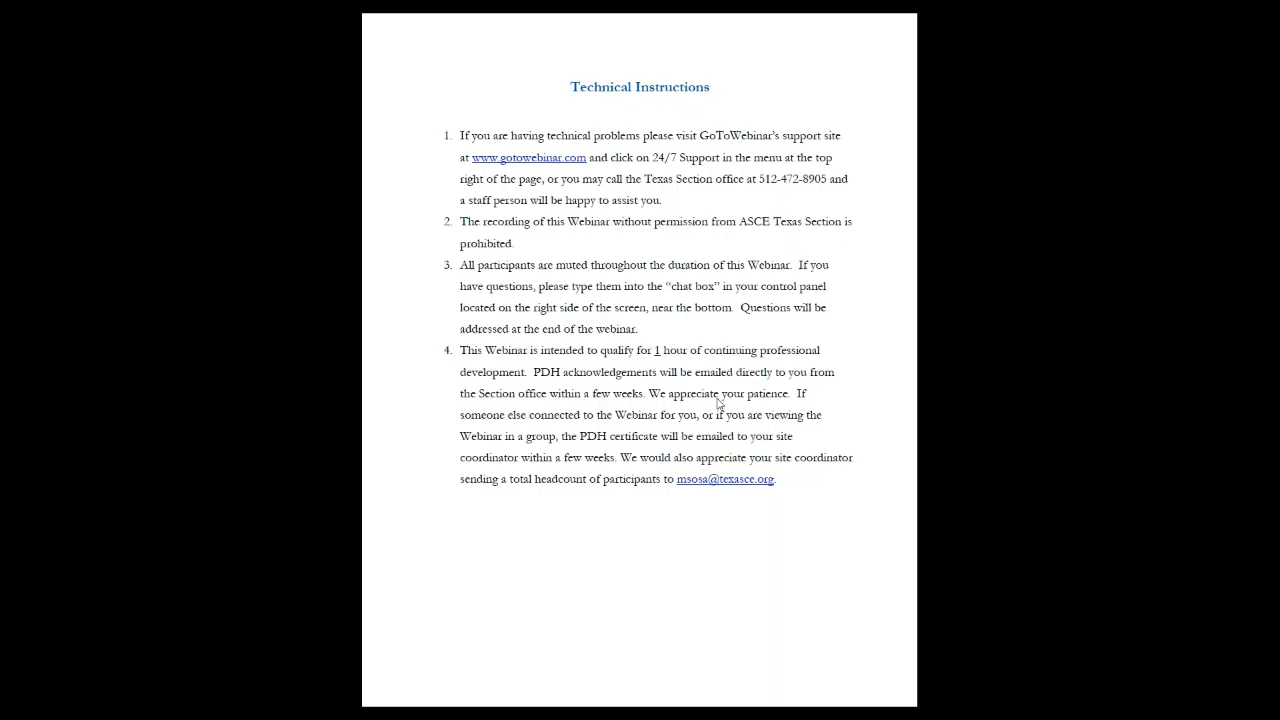 Technical Instructions
1. If you are having technical problems please visit GoToWebinar’s support site
at www.gotowebinar.com and click on 24/7 Support in the menu at the top
right of the page, or you may call the Texas Section office at 512-472-8905 and
a staff person will be happy to assist you.
2. The recording of this Webinar without permission from ASCE Texas Section is
prohibited.
3. All participants are muted throughout the duration of this Webinar.  If you
have questions, please type them into the “chat box” in your control panel
located on the right side of the screen, near the bottom.  Questions will be
addressed at the end of the webinar.
4. This Webinar is intended to qualify for 1 hour of continuing professional
development.  PDH acknowledgements will be emailed directly to you from
the Section office within a few weeks. We appreciate your patience.  If
someone else connected to the Webinar for you, or if you are viewing the
Webinar in a group, the PDH certificate will be emailed to your site
coordinator within a few weeks. We would also appreciate your site coordinator
sending a total headcount of participants to msosa@texasce.org.